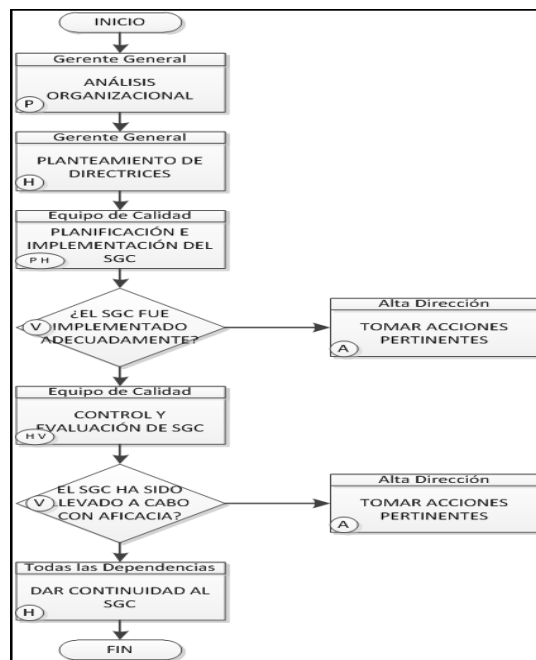 INICIO
Gerente General
ANÁLISIS
ORGANIZACIONAL
P
Gerente General
PLANTEAMIENTO DE
DIRECTRICES
H
Equipo de Calidad
PLANIFICACIÓN E
IMPLEMENTACIÓN DEL
SGC
P H
¿EL SGC FUE
IMPLEMENTADO
ADECUADAMENTE?
V
Alta Dirección
TOMAR ACCIONES
PERTINENTES
A
Equipo de Calidad
CONTROL Y
EVALUACIÓN DE SGC
H V
EL SGC HA SIDO
LLEVADO A CABO
CON AFICACIA?
V
Alta Dirección
TOMAR ACCIONES
PERTINENTES
A
Todas las Dependencias
DAR CONTINUIDAD AL
SGC
H
FIN